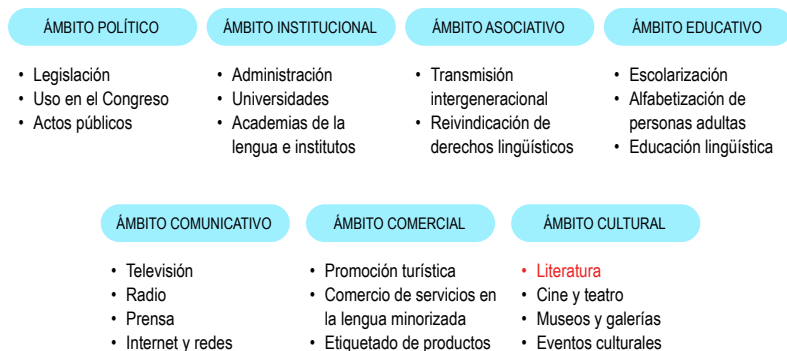 ÁMBITO POLÍTICO
• Legislación
• Uso en el Congreso
• Actos públicos
ÁMBITO INSTITUCIONAL
• Administración
• Universidades
• Academias de la
lengua e institutos
ÁMBITO ASOCIATIVO
• Transmisión
intergeneracional
• Reivindicación de
derechos lingüísticos
ÁMBITO EDUCATIVO
• Escolarización
• Alfabetización de
personas adultas
• Educación lingüística
ÁMBITO COMUNICATIVO
• Televisión
• Radio
• Prensa
• Internet y redes
ÁMBITO COMERCIAL
• Promoción turística
• Comercio de servicios en
la lengua minorizada
• Etiquetado de productos
ÁMBITO CULTURAL
• Literatura
• Cine y teatro
• Museos y galerías
• Eventos culturales